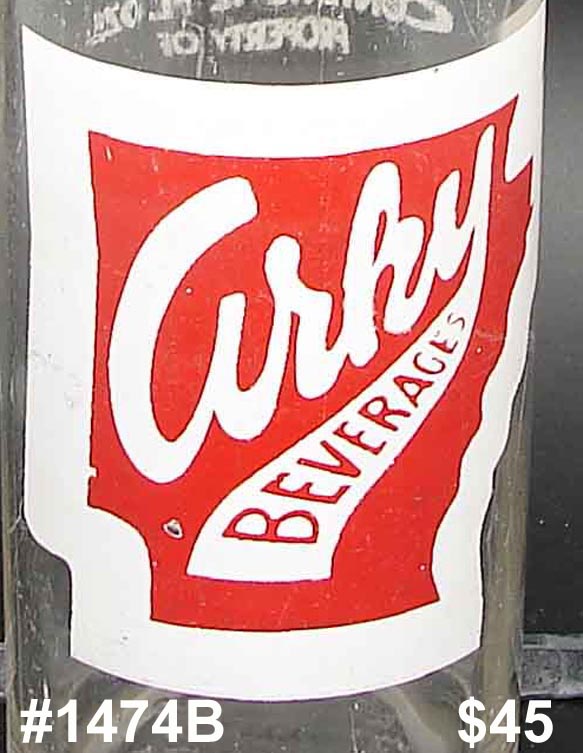 PROPERTY OF
Arky
BEVERAGES
#1474B
$45